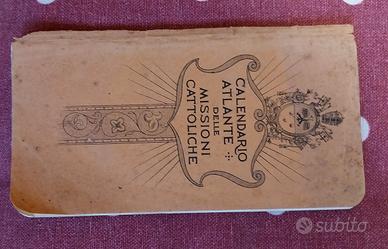 CALENDARIO
ATLANTE
DELLE
MISSIONI
CATTOLICHE
subito